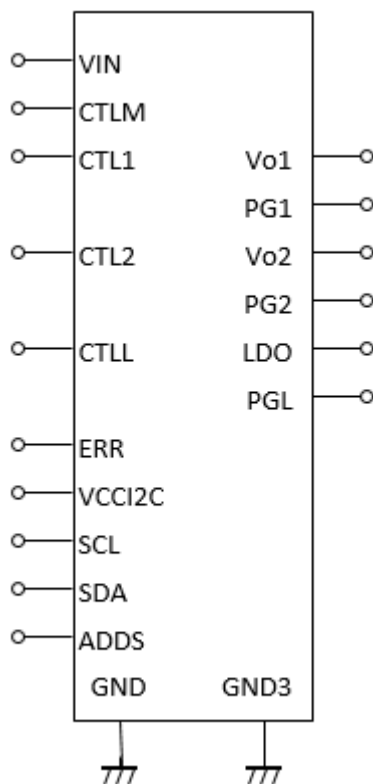 VIN
CTLM
CTL1
Vo1
PG1
CTL2
Vo2
PG2
CTLL
LDO
PGL
ERR
VCCI2C
SCL
SDA
ADDS
GND GND3